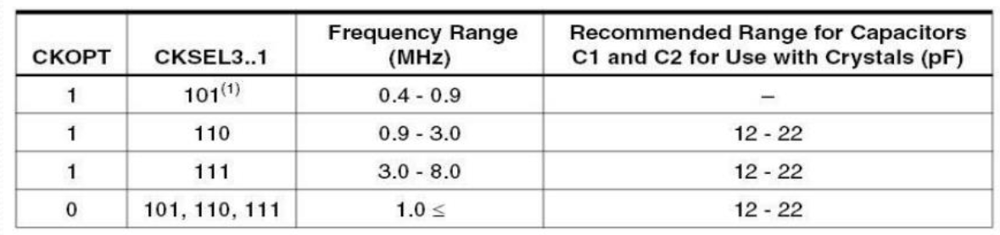 CKOPT CKSEL3..1 Frequency Range (MHz) Recommended Range for Capacitors C1 and C2 for Use with Crystals (pF)
1 101(1) 0.4 - 0.9 –
1 110 0.9 - 3.0 12 - 22
1 111 3.0 - 8.0 12 - 22
0 101, 110, 111 1.0 ≤ 12 - 22